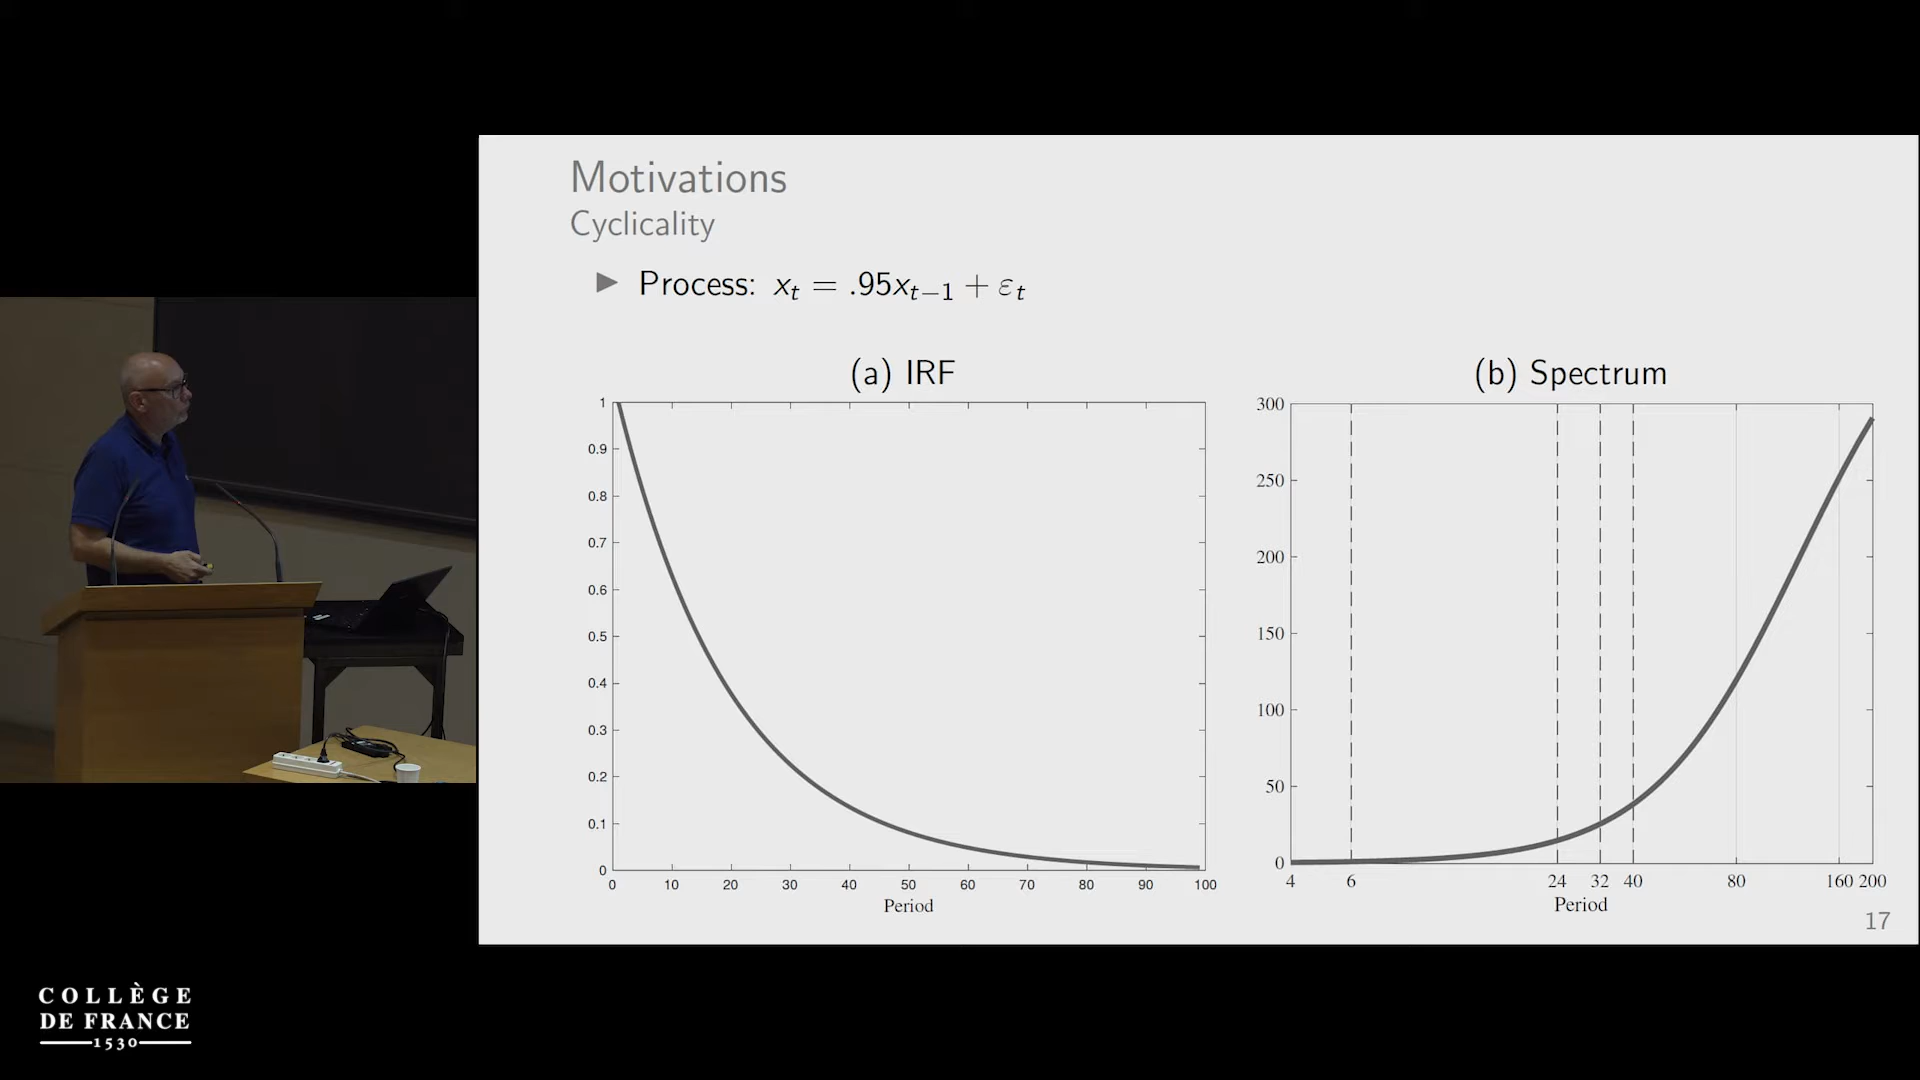 Motivations
Cyclicality
▶ Process: xₜ = .95xₜ₋₁ + εₜ
(a) IRF
1
0.9
0.8
0.7
0.6
0.5
0.4
0.3
0.2
0.1
0
0 10 20 30 40 50 60 70 80 90 100
Period
(b) Spectrum
300
250
200
150
100
50
0
4 6 24 32 40 80 160 200
Period
17
COLLÈGE
DE FRANCE
1530